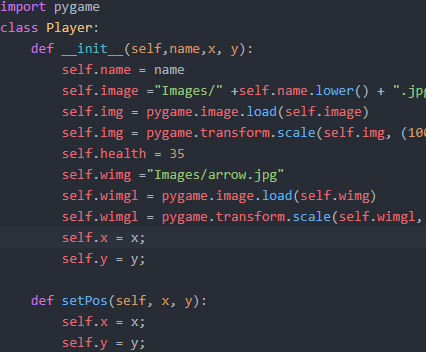 import pygame
class Player:
    def __init__(self,name,x, y):
        self.name = name
        self.image ="Images/" +self.name.lower() + ".jpg
        self.img = pygame.image.load(self.image)
        self.img = pygame.transform.scale(self.img, (100
        self.health = 35
        self.wimg ="Images/arrow.jpg"
        self.wimgl = pygame.image.load(self.wimg)
        self.wimgl = pygame.transform.scale(self.wimgl,
        self.x = x;
        self.y = y;

    def setPos(self, x, y):
        self.x = x;
        self.y = y;